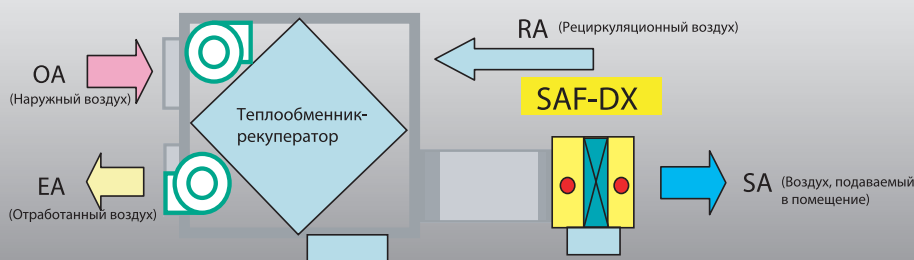 RA (Рециркуляционный воздух)
OA
(Наружный воздух)
SAF-DX
Теплообменник-
рекуператор
EA
(Отработанный воздух)
SA (Воздух, подаваемый
в помещение)